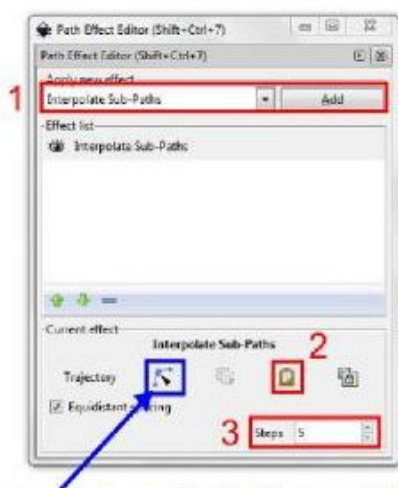 Path Effect Editor (Shift+Ctrl+7)
Path Effect Editor (Shift+Ctrl+7)
Apply new effect
1
Interpolate Sub-Paths
Add
Effect list
Interpolate Sub-Paths
Current effect
Interpolate Sub-Paths
2
Trajectory
Equidistant spacing
3
Steps 5